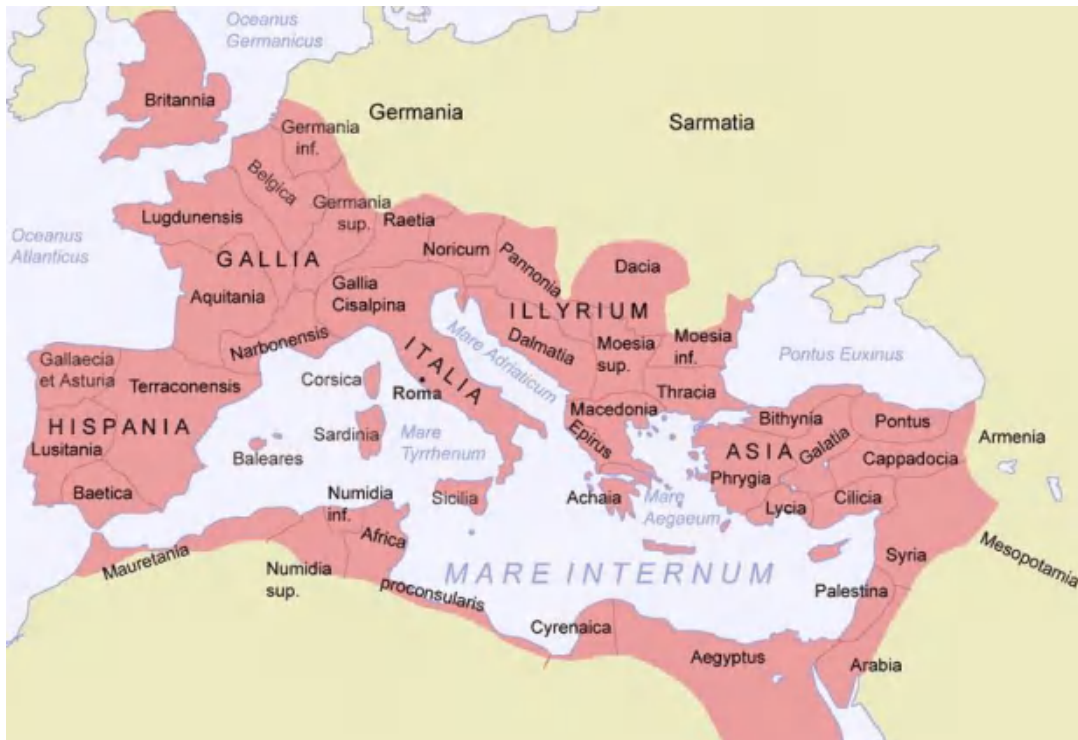 Oceanus
Germanicus
Britannia
Germania
Sarmatia
Germania
inf.
Belgica
Germania
sup.
Lugdunensis
Raetia
Oceanus
Atlanticus
GALLIA
Noricum
Pannonia
Dacia
Aquitania
Gallia
Cisalpina
ILLYRIUM
Narbonensis
Mare Adriaticum
Dalmatia
Moesia
sup.
Moesia
inf.
Pontus Euxinus
Gallaecia
et Asturia
Terraconensis
Corsica
ITALIA
Roma
Thracia
HISPANIA
Lusitania
Sardinia
Mare
Tyrrhenum
Macedonia
Epirus
Bithynia
Pontus
Armenia
Baleares
ASIA
Galatia
Cappadocia
Phrygia
Baetica
Numidia
inf.
Sicilia
Achaia
Mare
Aegaeum
Lycia
Cilicia
Africa
Mauretania
Numidia
sup.
proconsularis
MARE INTERNUM
Syria
Mesopotamia
Palestina
Cyrenaica
Aegyptus
Arabia